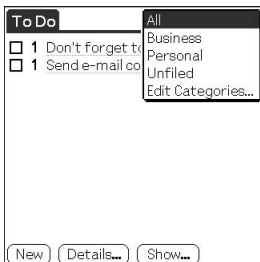 To Do
All
Business
Personal
Unfiled
Edit Categories...
1 Don't forget to
1 Send e-mail co
New Details... Show...